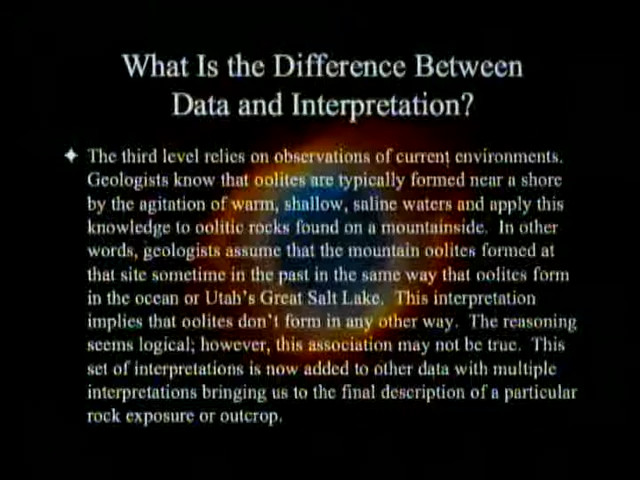 What Is the Difference Between
Data and Interpretation?
The third level relies on observations of current environments.
Geologists know that oolites are typically formed near a shore
by the agitation of warm, shallow, saline waters and apply this
knowledge to oolitic rocks found on a mountainside. In other
words, geologists assume that the mountain oolites formed at
that site sometime in the past in the same way that oolites form
in the ocean or Utah's Great Salt Lake. This interpretation
implies that oolites don't form in any other way. The reasoning
seems logical; however, this association may not be true. This
set of interpretations is now added to other data with multiple
interpretations bringing us to the final description of a particular
rock exposure or outcrop.